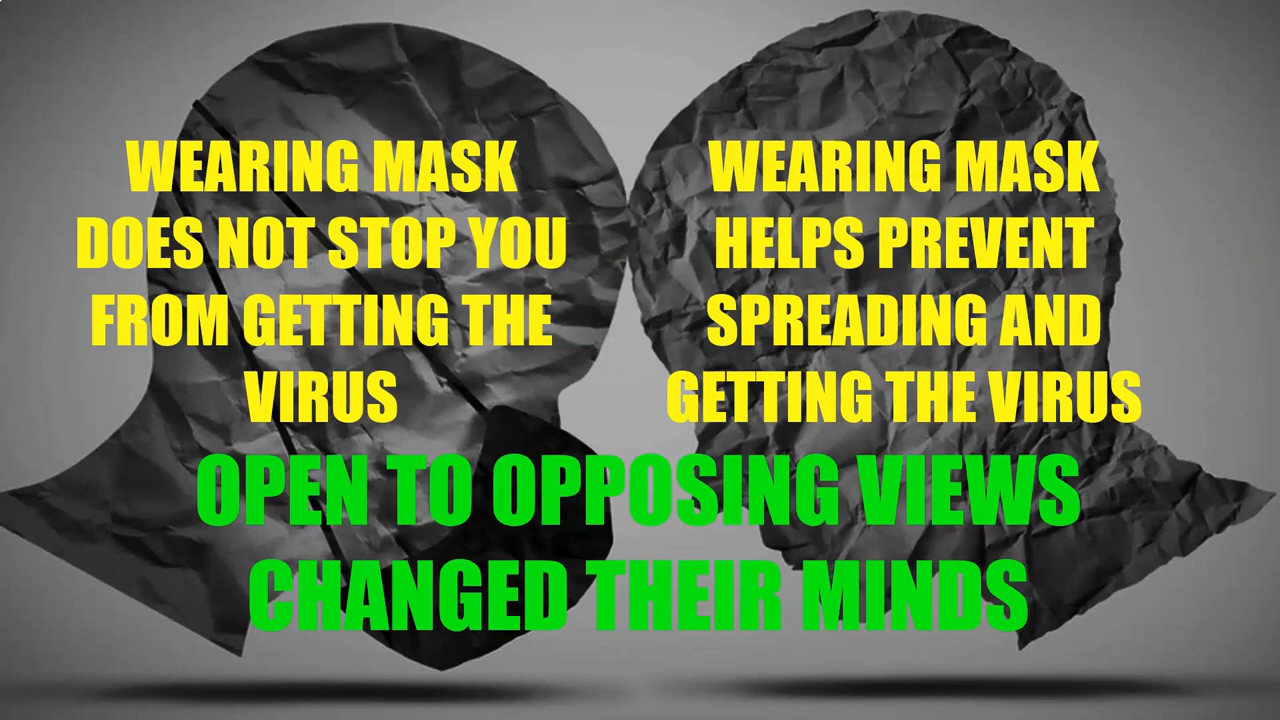 WEARING MASK
DOES NOT STOP YOU
FROM GETTING THE
VIRUS
WEARING MASK
HELPS PREVENT
SPREADING AND
GETTING THE VIRUS
OPEN TO OPPOSING VIEWS
CHANGED THEIR MINDS